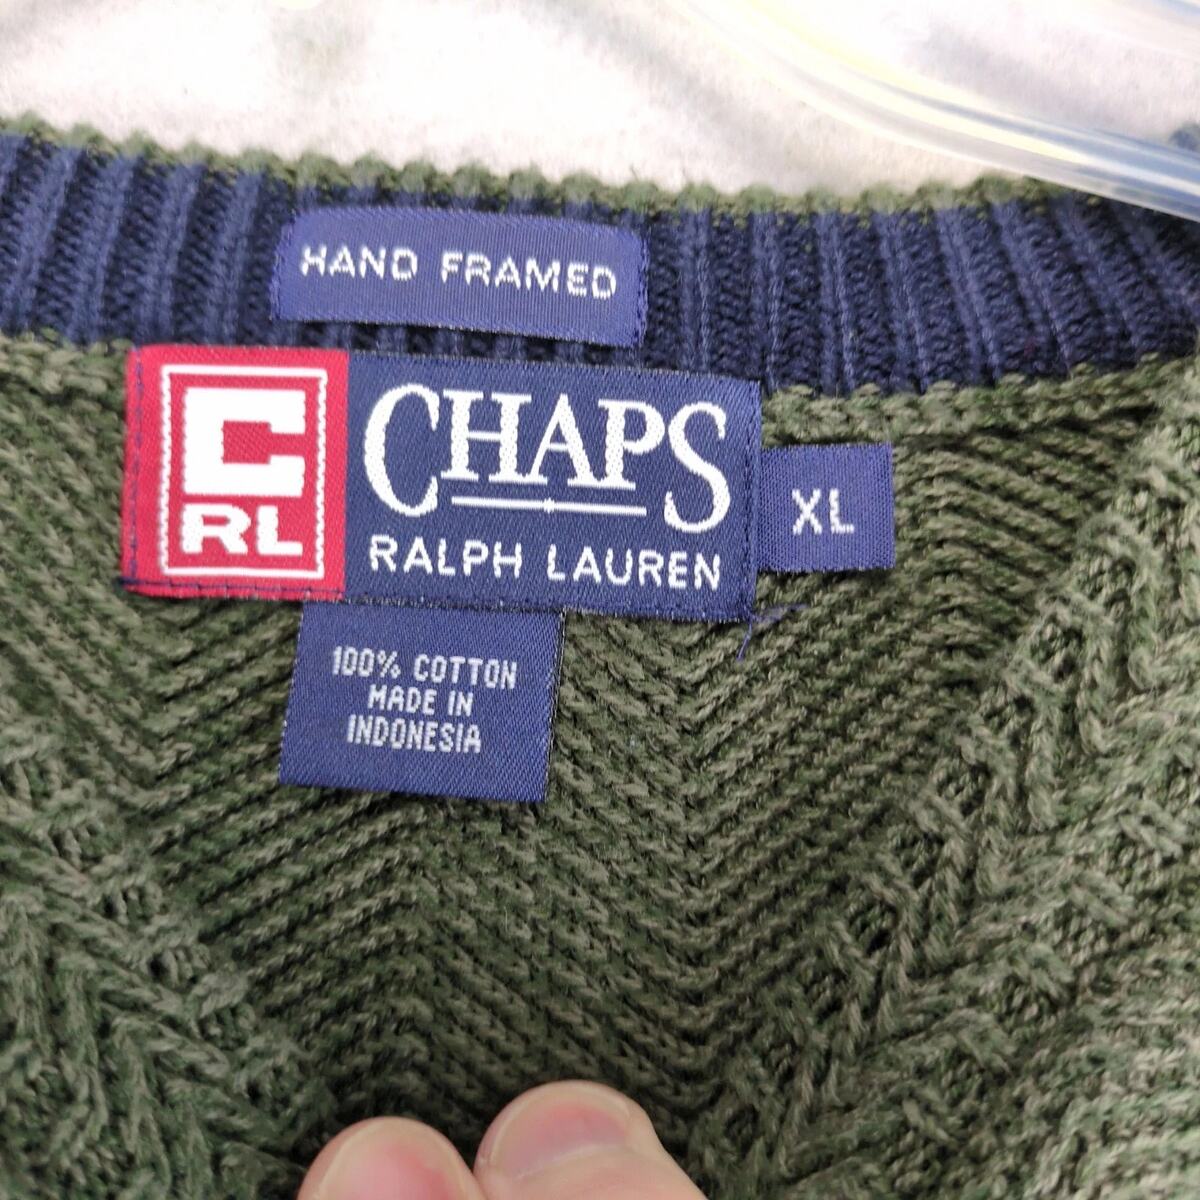 HAND FRAMED
C
RL
CHAPS
RALPH LAUREN
XL
100% COTTON
MADE IN
INDONESIA